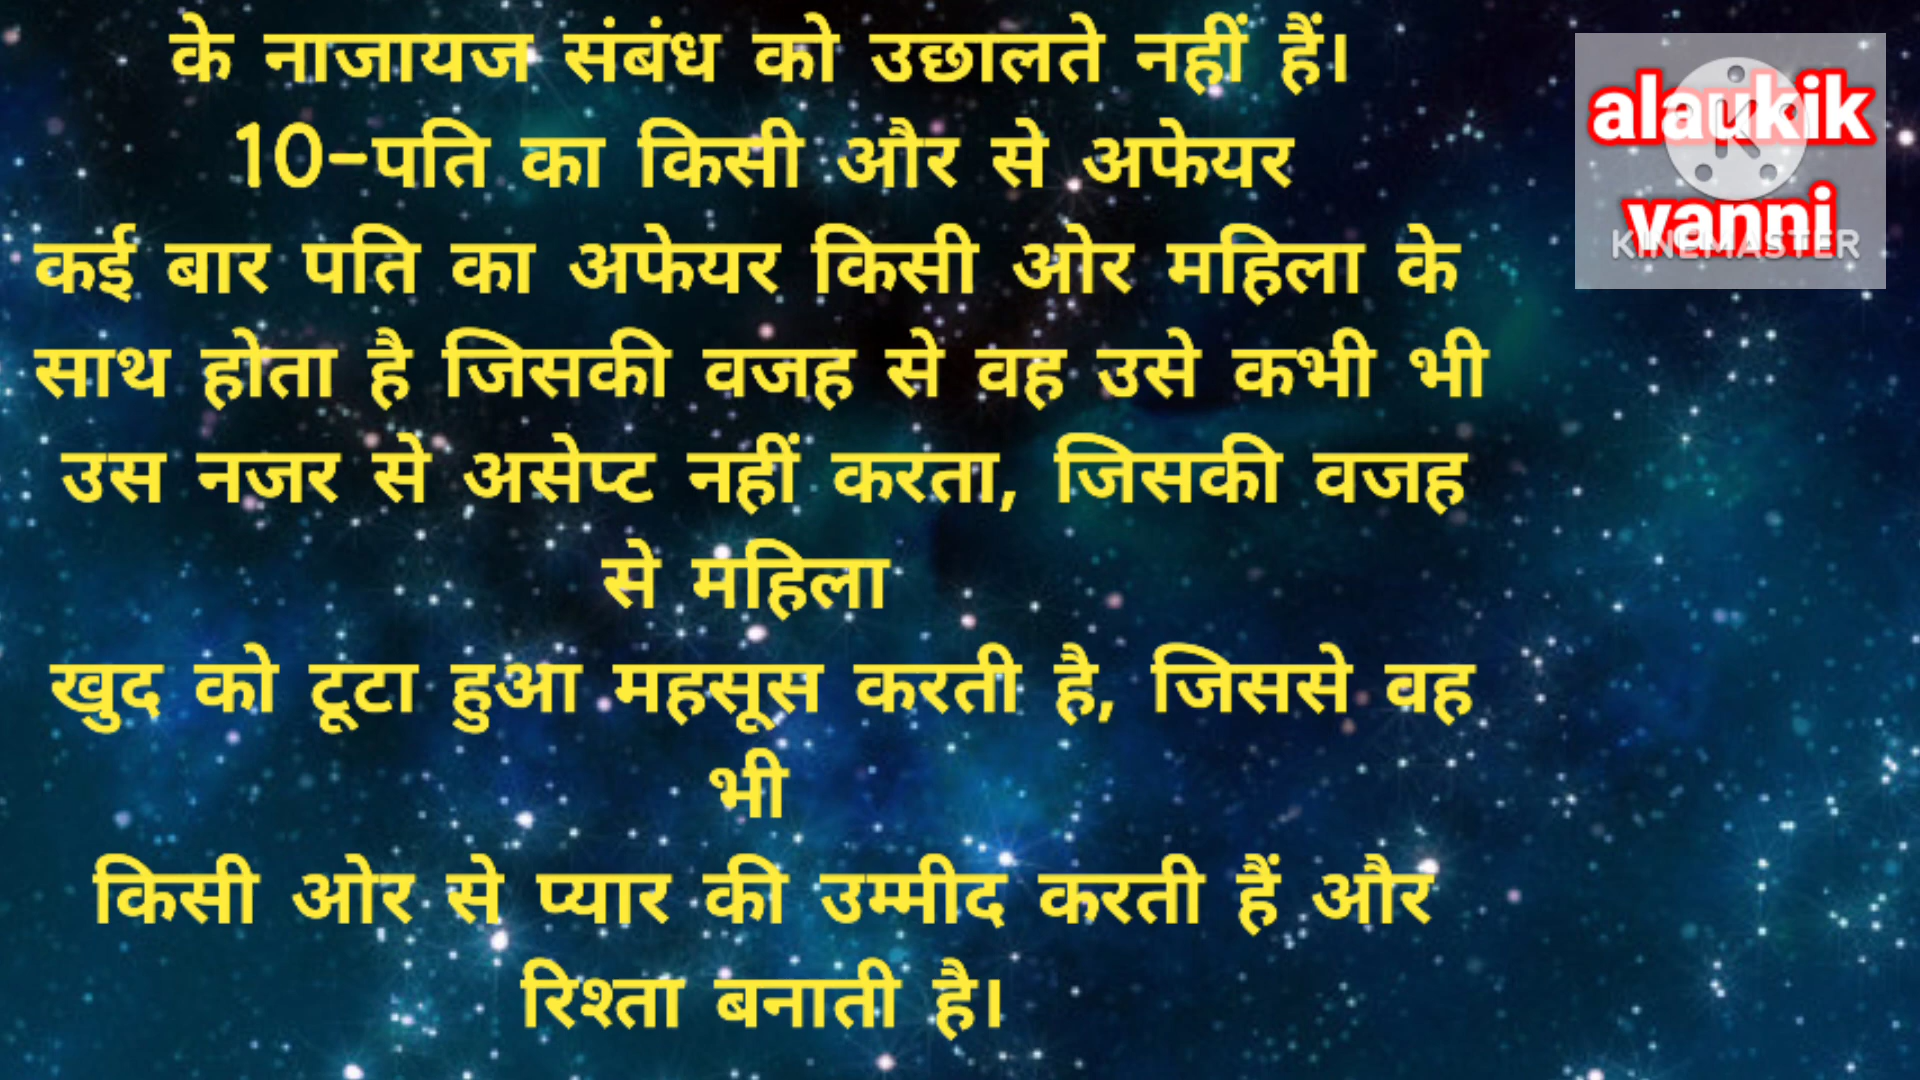 के नाजायज संबंध को उछालते नहीं हैं।
10-पति का किसी और से अफेयर
कई बार पति का अफेयर किसी ओर महिला के
साथ होता है जिसकी वजह से वह उसे कभी भी
उस नजर से असेप्ट नहीं करता, जिसकी वजह
से महिला
खुद को टूटा हुआ महसूस करती है, जिससे वह
भी
किसी ओर से प्यार की उम्मीद करती हैं और
रिश्ता बनाती है।
alaukik
vanni
KINEMASTER